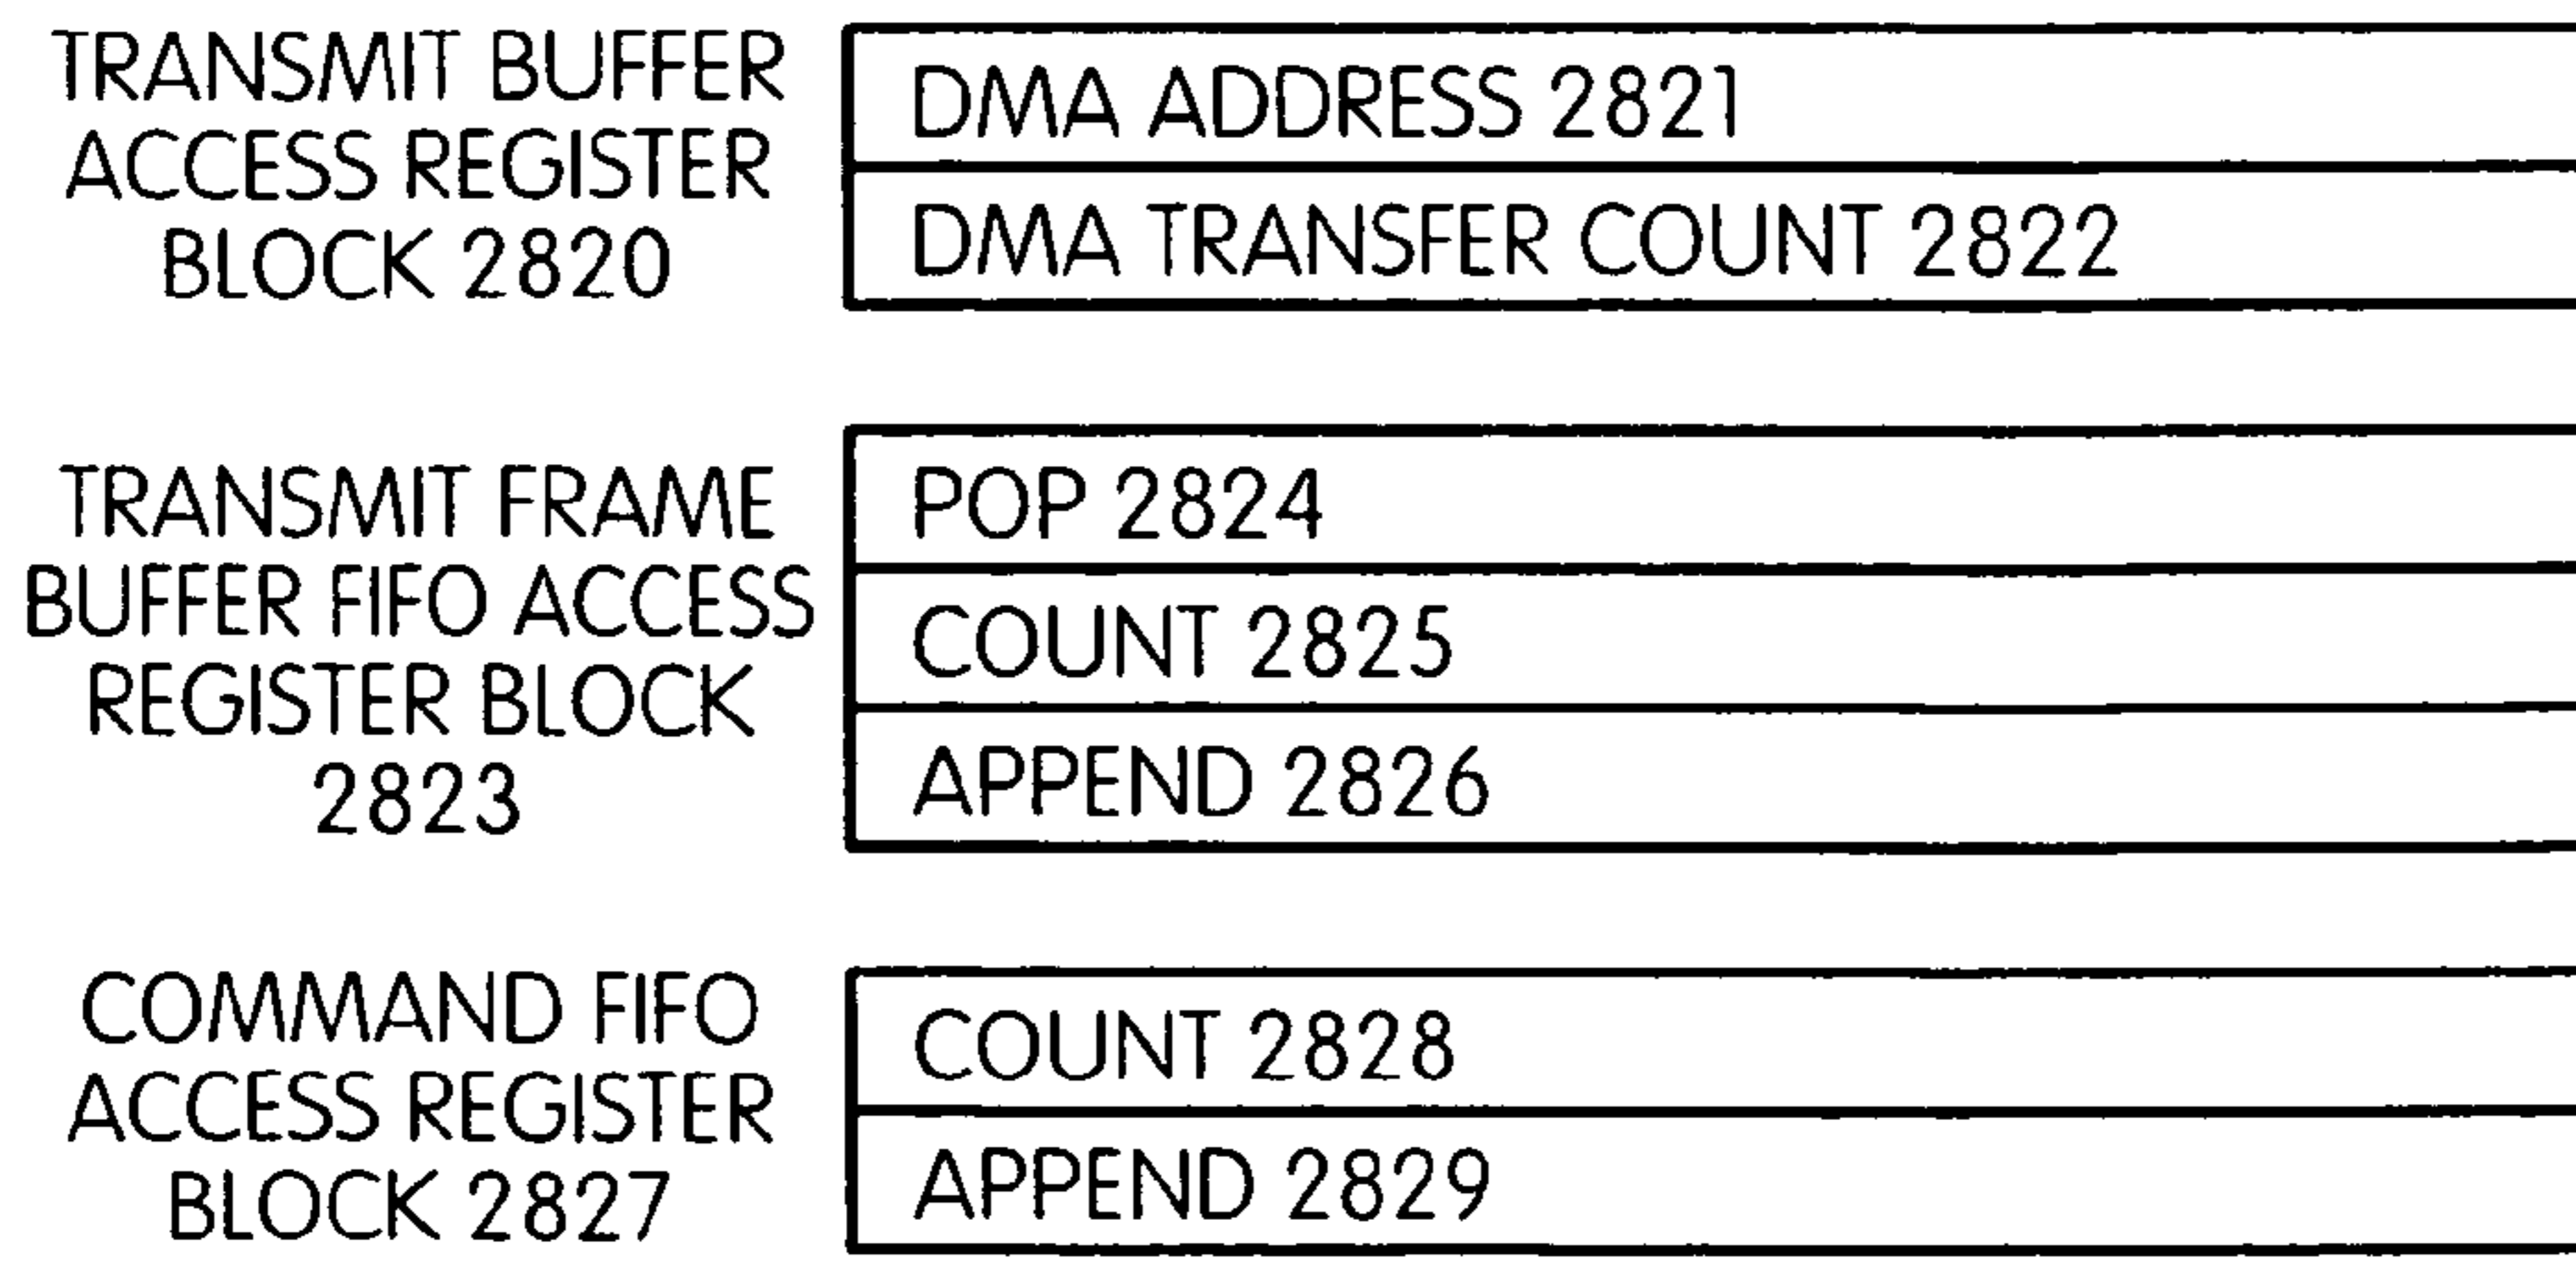 TRANSMIT BUFFER
ACCESS REGISTER
BLOCK 2820
DMA ADDRESS 2821
DMA TRANSFER COUNT 2822
TRANSMIT FRAME
BUFFER FIFO ACCESS
REGISTER BLOCK
2823
POP 2824
COUNT 2825
APPEND 2826
COMMAND FIFO
ACCESS REGISTER
BLOCK 2827
COUNT 2828
APPEND 2829